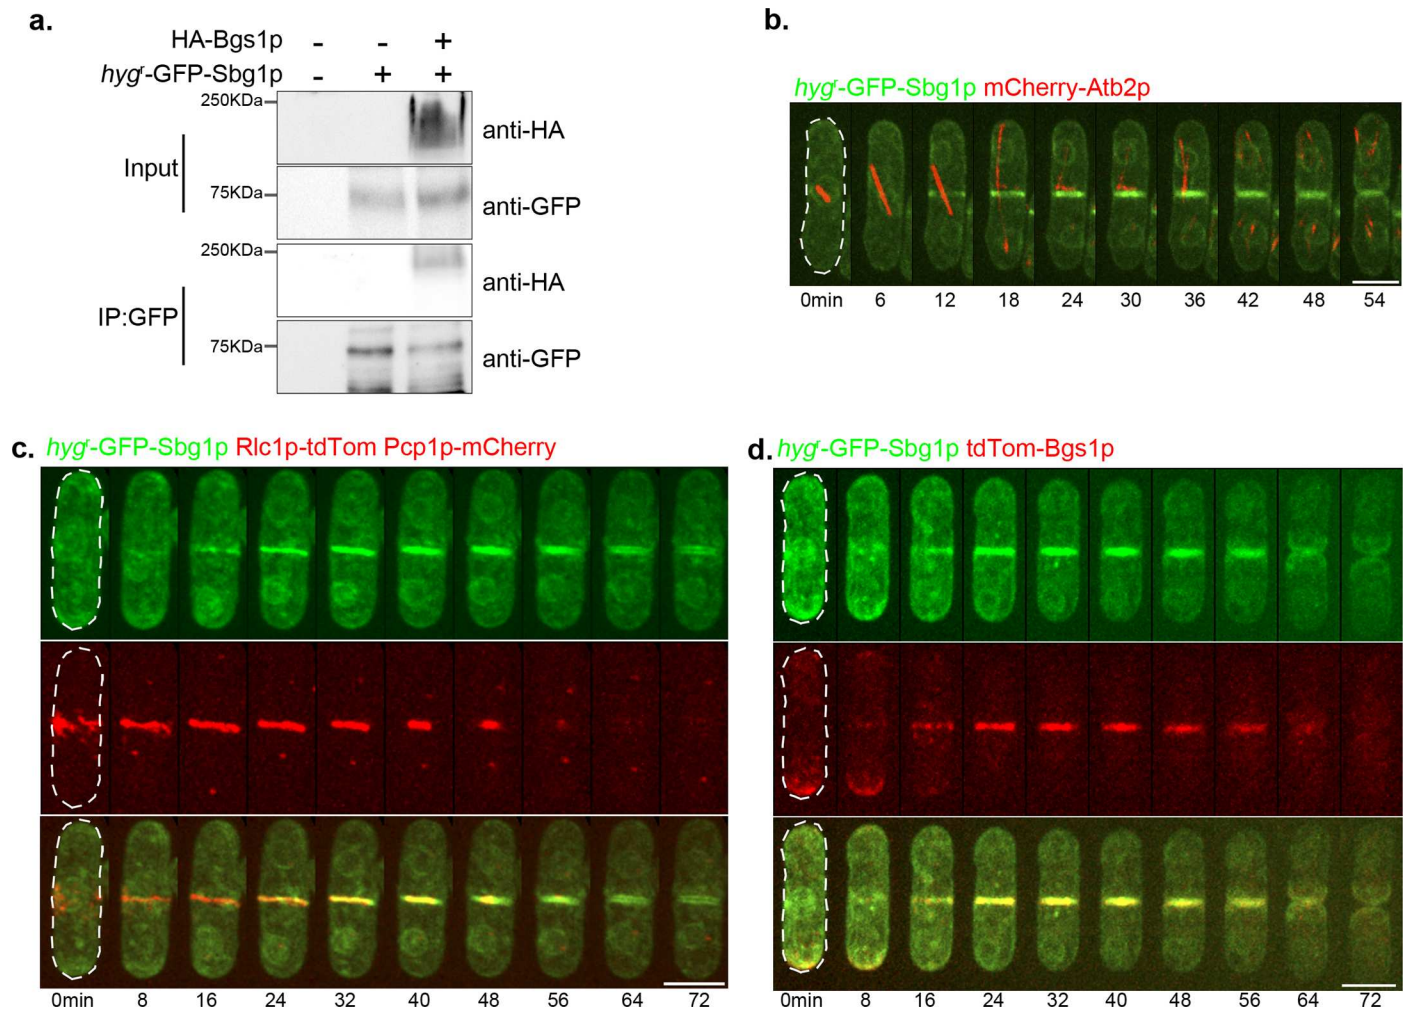 a.
HA-Bgs1p - - +
hygʳ-GFP-Sbg1p - + +
250KDa
anti-HA
Input
75KDa
anti-GFP
250KDa
anti-HA
IP:GFP
75KDa
anti-GFP
b.
hygʳ-GFP-Sbg1p mCherry-Atb2p
0min 6 12 18 24 30 36 42 48 54
c.
hygʳ-GFP-Sbg1p Rlc1p-tdTom Pcp1p-mCherry
0min 8 16 24 32 40 48 56 64 72
d.
hygʳ-GFP-Sbg1p tdTom-Bgs1p
0min 8 16 24 32 40 48 56 64 72